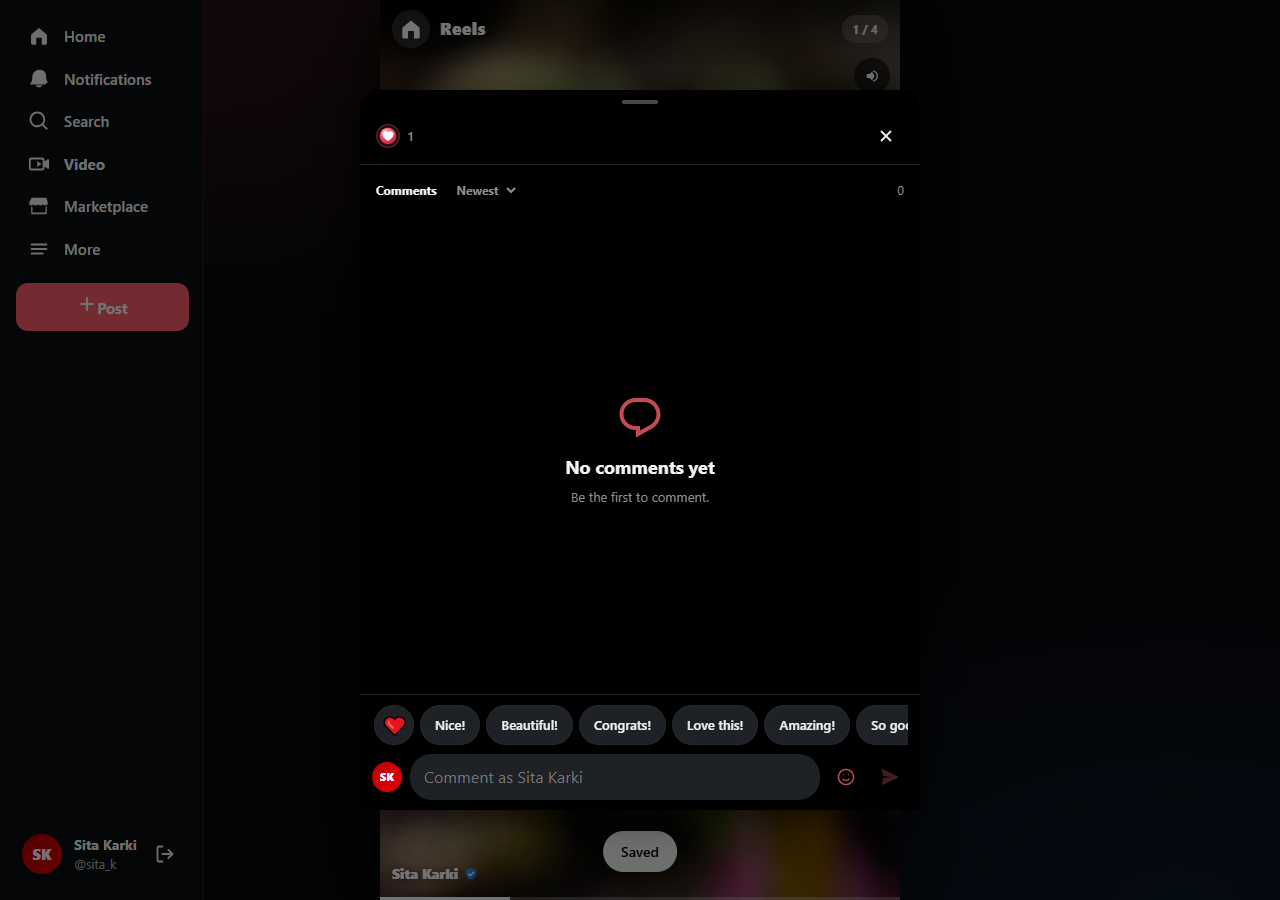 Home
Notifications
Search
Video
Marketplace
More
Post
Reels
1 / 4
1
Comments
Newest
0
No comments yet
Be the first to comment.
Nice!
Beautiful!
Congrats!
Love this!
Amazing!
So goo
SK
Comment as Sita Karki
Saved
Sita Karki
SK
Sita Karki
@sita_k